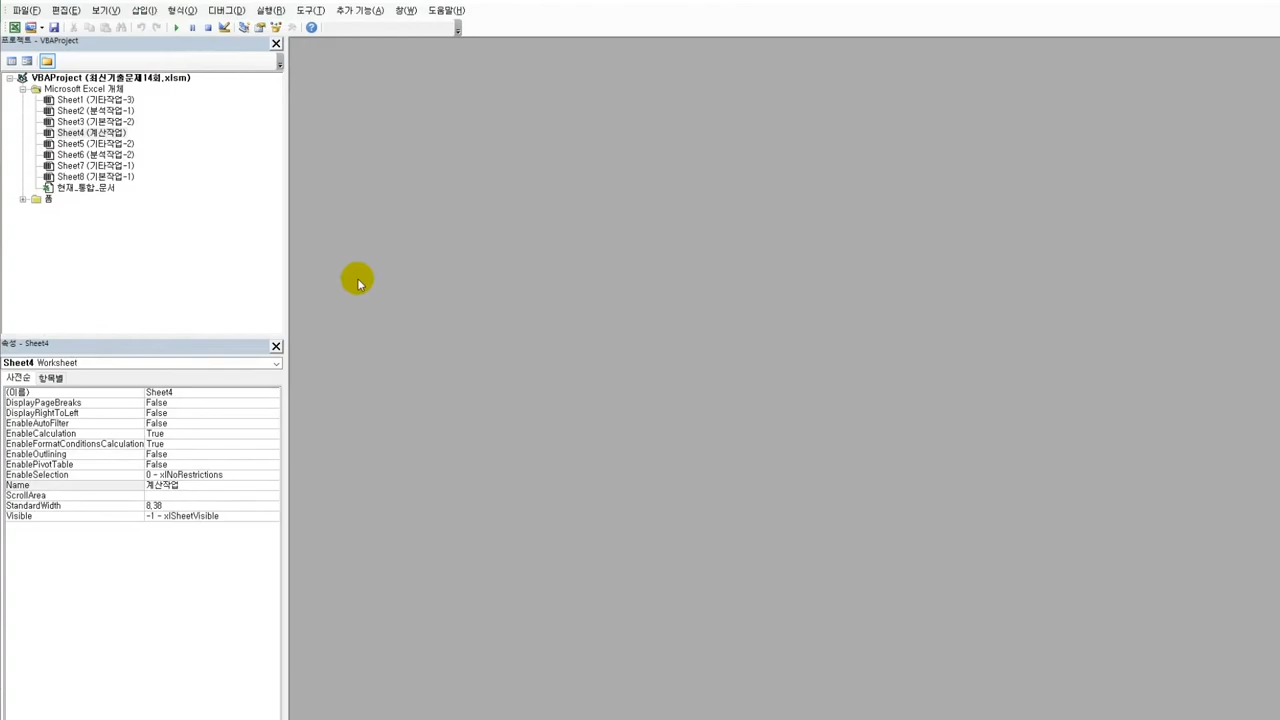 파일(F) 편집(E) 보기(V) 삽입(I) 형식(O) 디버그(D) 실행(R) 도구(T) 추가 기능(A) 창(W) 도움말(H)
프로젝트 - VBAProject
VBAProject (최신기출문제14회.xlsm)
Microsoft Excel 개체
Sheet1 (기타작업-3)
Sheet2 (분석작업-1)
Sheet3 (기본작업-2)
Sheet4 (계산작업)
Sheet5 (기타작업-2)
Sheet6 (분석작업-2)
Sheet7 (기타작업-1)
Sheet8 (기본작업-1)
현재_통합_문서
폼
속성 - Sheet4
Sheet4 Worksheet
사전순 항목별
(이름) Sheet4
DisplayPageBreaks False
DisplayRightToLeft False
EnableAutoFilter False
EnableCalculation True
EnableFormatConditionsCalculation True
EnableOutlining False
EnablePivotTable False
EnableSelection 0 - xlNoRestrictions
Name 계산작업
ScrollArea
StandardWidth 8,38
Visible -1 - xlSheetVisible